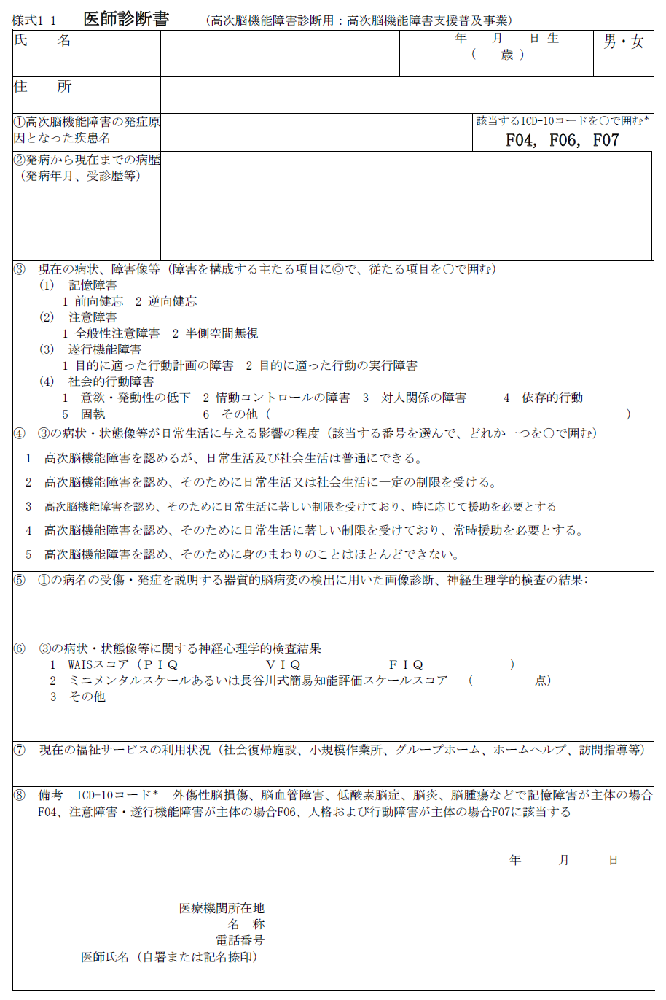 様式1-1 医師診断書 （高次脳機能障害診断用：高次脳機能障害支援普及事業）
氏　名 年　月　日 生 男・女
（　歳 ）
住　所
①高次脳機能障害の発症原 該当するICD-10コードを○で囲む*
因となった疾患名 F04, F06, F07
②発病から現在までの病歴
（発病年月、受診歴等）
③ 現在の病状、障害像等（障害を構成する主たる項目に◎で、従たる項目を○で囲む）
(1) 記憶障害
1 前向健忘 2 逆向健忘
(2) 注意障害
1 全般性注意障害 2 半側空間無視
(3) 遂行機能障害
1 目的に適った行動計画の障害 2 目的に適った行動の実行障害
(4) 社会的行動障害
1 意欲・発動性の低下 2 情動コントロールの障害 3 対人関係の障害 4 依存的行動
5 固執 6 その他（ ）
④ ③の病状・状態像等が日常生活に与える影響の程度（該当する番号を選んで、どれか一つを○で囲む）
1 高次脳機能障害を認めるが、日常生活及び社会生活は普通にできる。
2 高次脳機能障害を認め、そのために日常生活又は社会生活に一定の制限を受ける。
3 高次脳機能障害を認め、そのために日常生活に著しい制限を受けており、時に応じて援助を必要とする
4 高次脳機能障害を認め、そのために日常生活に著しい制限を受けており、常時援助を必要とする。
5 高次脳機能障害を認め、そのために身のまわりのことはほとんどできない。
⑤ ①の病名の受傷・発症を説明する器質的脳病変の検出に用いた画像診断、神経生理学的検査の結果：
⑥ ③の病状・状態像等に関する神経心理学的検査結果
1 WAISスコア（ＰＩＱ ＶＩＱ ＦＩＱ ）
2 ミニメンタルスケールあるいは長谷川式簡易知能評価スケールスコア （ 点）
3 その他
⑦ 現在の福祉サービスの利用状況（社会復帰施設、小規模作業所、グループホーム、ホームヘルプ、訪問指導等）
⑧ 備考 ICD-10コード* 外傷性脳損傷、脳血管障害、低酸素脳症、脳炎、脳腫瘍などで記憶障害が主体の場合
F04、注意障害・遂行機能障害が主体の場合F06、人格および行動障害が主体の場合F07に該当する
年　月　日
医療機関所在地
名　称
電話番号
医師氏名（自署または記名捺印）